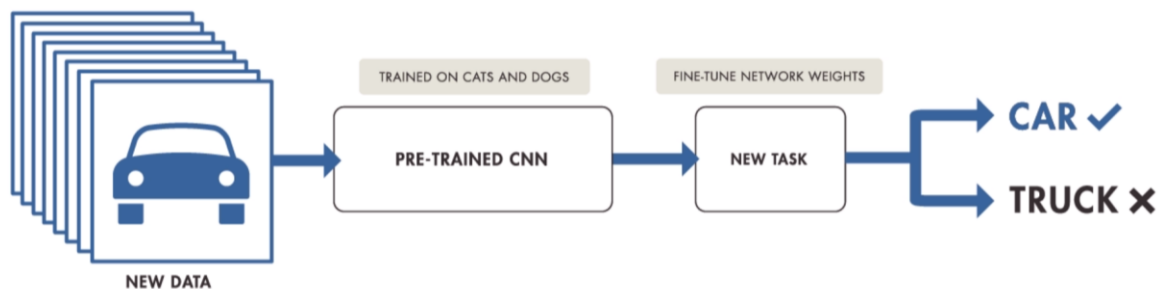 TRAINED ON CATS AND DOGS
FINE-TUNE NETWORK WEIGHTS
PRE-TRAINED CNN
NEW TASK
CAR
TRUCK
NEW DATA